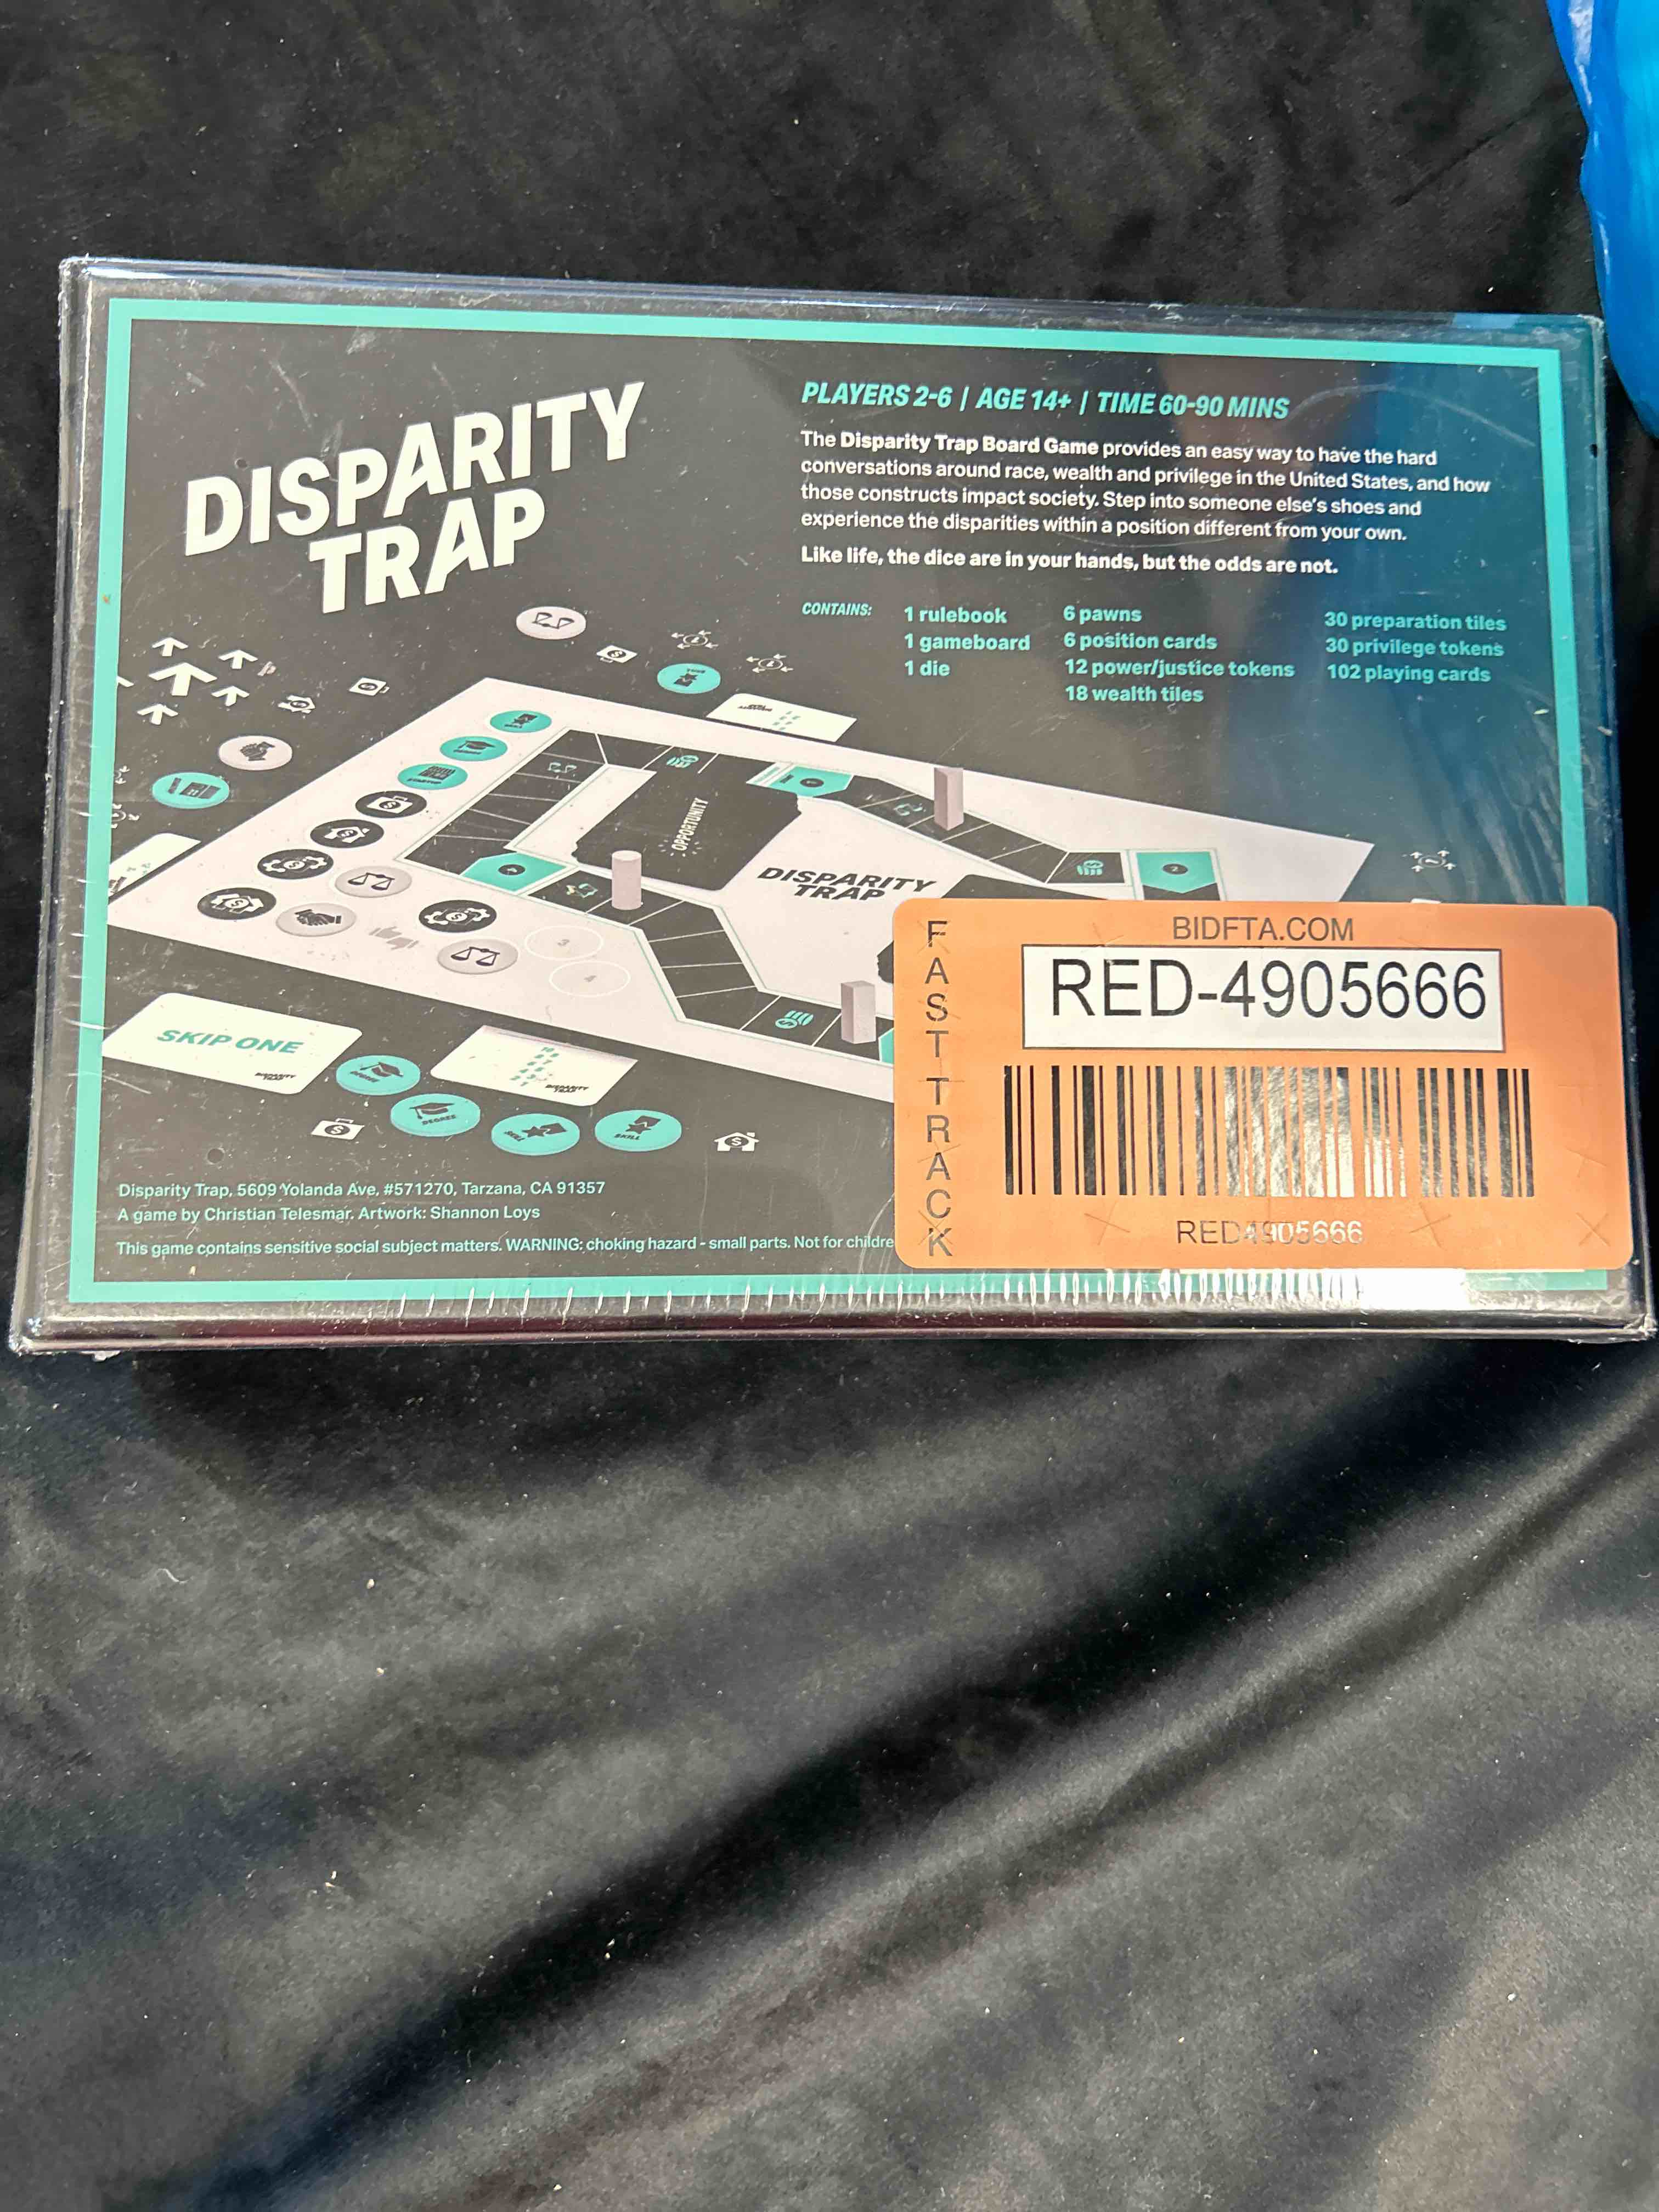 DISPARITY
TRAP
PLAYERS 2-6 | AGE 14+ | TIME 60-90 MINS
The Disparity Trap Board Game provides an easy way to have the hard
conversations around race, wealth and privilege in the United States, and how
those constructs impact society. Step into someone else's shoes and
experience the disparities within a position different from your own.
Like life, the dice are in your hands, but the odds are not.
CONTAINS:
1 rulebook
1 gameboard
1 die
6 pawns
6 position cards
12 power/justice tokens
18 wealth tiles
30 preparation tiles
30 privilege tokens
102 playing cards
OPPORTUNITY
DISPARITY
TRAP
3
4
SKIP ONE
DISPARITY
TRAP
DISPARITY
TRAP
DEGREE
SKILL
SKILL
Disparity Trap, 5609 Yolanda Ave, #571270, Tarzana, CA 91357
A game by Christian Telesmar. Artwork: Shannon Loys
This game contains sensitive social subject matters. WARNING: choking hazard - small parts. Not for childre
FAST TRACK
BIDFTA.COM
RED-4905666
RED4905666